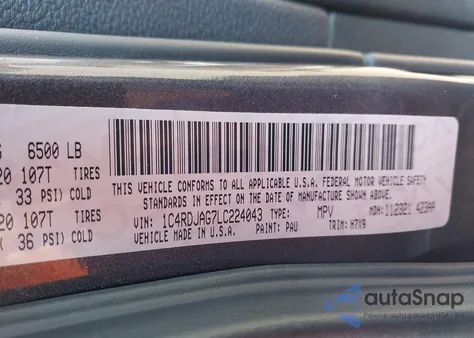 G 6500 LB
20 107T TIRES
33 PSI) COLD
20 107T TIRES
36 PSI) COLD
THIS VEHICLE CONFORMS TO ALL APPLICABLE U.S.A. FEDERAL MOTOR VEHICLE SAFETY
STANDARDS IN EFFECT ON THE DATE OF MANUFACTURE SHOWN ABOVE.
VIN: 1C4RDJAG7LC224043 TYPE: MPV MDH:
VEHICLE MADE IN U.S.A. PAINT: PAU TRIM: H7X9
autoSnap